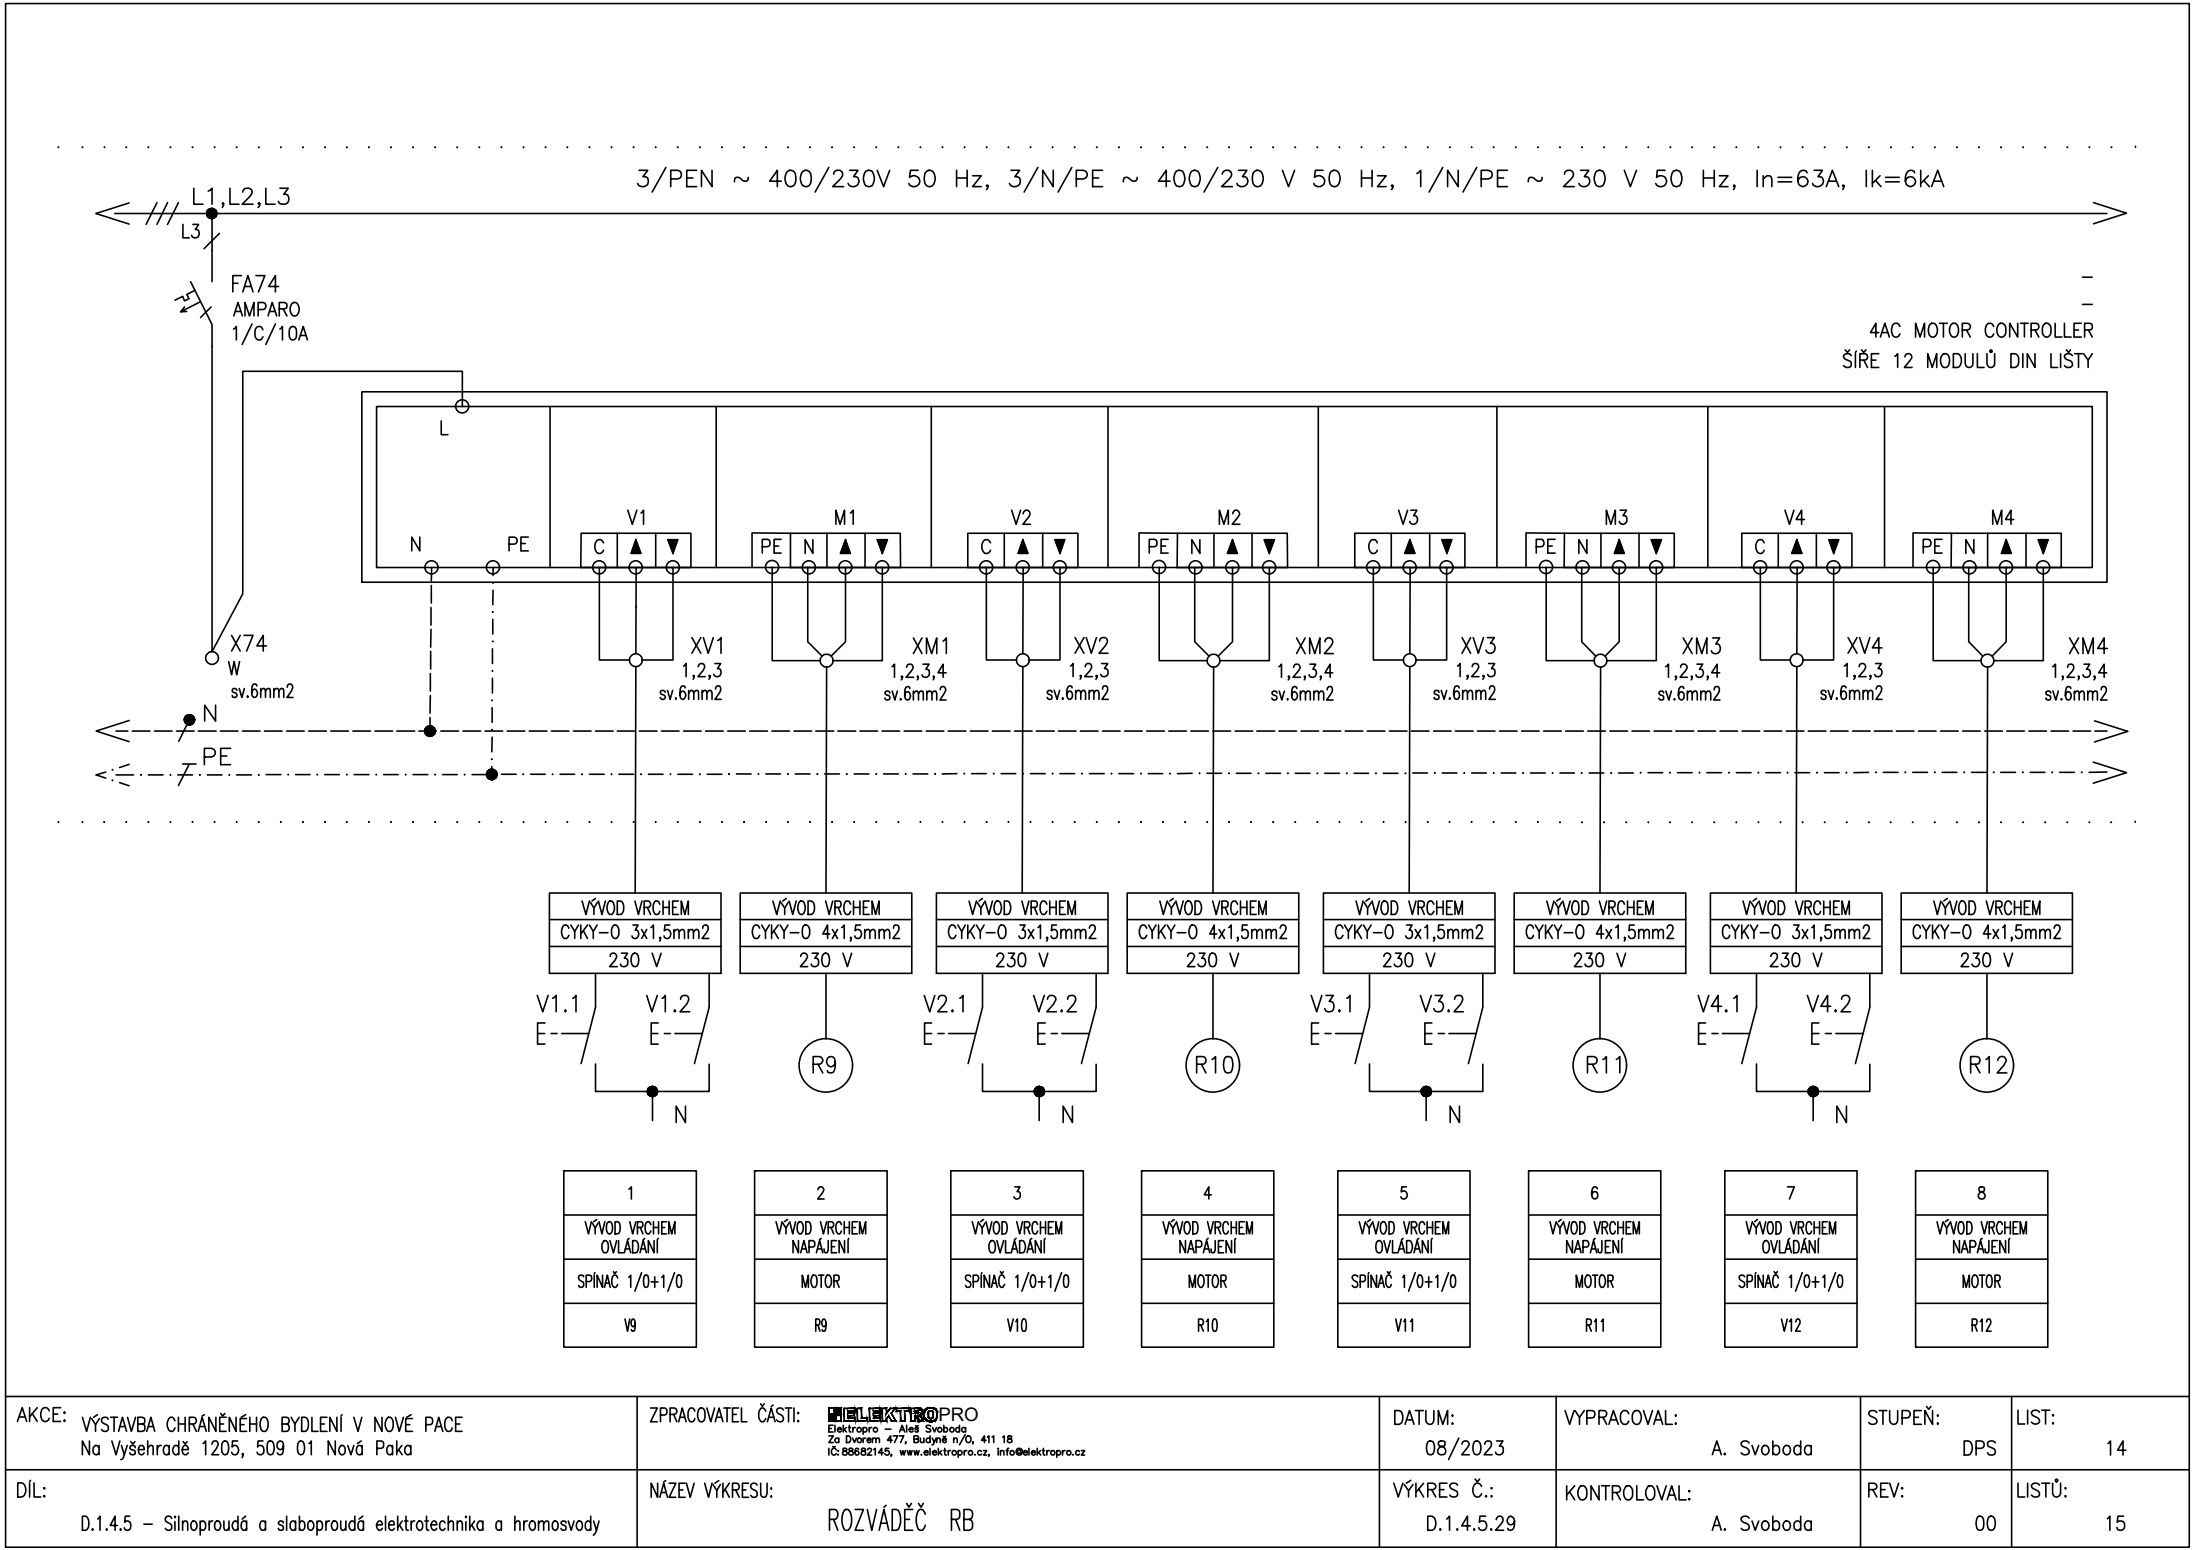 3/PEN ~ 400/230V 50 Hz, 3/N/PE ~ 400/230 V 50 Hz, 1/N/PE ~ 230 V 50 Hz, In=63A, Ik=6kA
L1,L2,L3
L3
FA74
AMPARO
1/C/10A
4AC MOTOR CONTROLLER
ŠÍŘE 12 MODULŮ DIN LIŠTY
L
N PE
V1 M1 V2 M2 V3 M3 V4 M4
C ▲ ▼ PE N ▲ ▼ C ▲ ▼ PE N ▲ ▼ C ▲ ▼ PE N ▲ ▼ C ▲ ▼ PE N ▲ ▼
X74
W
sv.6mm2
XV1 XM1 XV2 XM2 XV3 XM3 XV4 XM4
1,2,3 1,2,3,4 1,2,3 1,2,3,4 1,2,3 1,2,3,4 1,2,3 1,2,3,4
sv.6mm2 sv.6mm2 sv.6mm2 sv.6mm2 sv.6mm2 sv.6mm2 sv.6mm2 sv.6mm2
N
PE
VÝVOD VRCHEM VÝVOD VRCHEM VÝVOD VRCHEM VÝVOD VRCHEM VÝVOD VRCHEM VÝVOD VRCHEM VÝVOD VRCHEM VÝVOD VRCHEM
CYKY-O 3x1,5mm2 CYKY-O 4x1,5mm2 CYKY-O 3x1,5mm2 CYKY-O 4x1,5mm2 CYKY-O 3x1,5mm2 CYKY-O 4x1,5mm2 CYKY-O 3x1,5mm2 CYKY-O 4x1,5mm2
230 V 230 V 230 V 230 V 230 V 230 V 230 V 230 V
V1.1 V1.2 V2.1 V2.2 V3.1 V3.2 V4.1 V4.2
R9 R10 R11 R12
N N N N
1 2 3 4 5 6 7 8
VÝVOD VRCHEM VÝVOD VRCHEM VÝVOD VRCHEM VÝVOD VRCHEM VÝVOD VRCHEM VÝVOD VRCHEM VÝVOD VRCHEM VÝVOD VRCHEM
OVLÁDÁNÍ NAPÁJENÍ OVLÁDÁNÍ NAPÁJENÍ OVLÁDÁNÍ NAPÁJENÍ OVLÁDÁNÍ NAPÁJENÍ
SPÍNAČ 1/0+1/0 MOTOR SPÍNAČ 1/0+1/0 MOTOR SPÍNAČ 1/0+1/0 MOTOR SPÍNAČ 1/0+1/0 MOTOR
V9 R9 V10 R10 V11 R11 V12 R12
AKCE:
VÝSTAVBA CHRÁNĚNÉHO BYDLENÍ V NOVÉ PACE
Na Vyšehradě 1205, 509 01 Nová Paka
DÍL:
D.1.4.5 - Silnoproudá a slaboproudá elektrotechnika a hromosvody
ZPRACOVATEL ČÁSTI:
ELEKTROPRO
Elektropro - Aleš Svoboda
Za Dvorem 477, Budyně n/O, 411 18
IČ: 88682145, www.elektropro.cz, info@elektropro.cz
NÁZEV VÝKRESU:
ROZVÁDĚČ RB
DATUM:
08/2023
VÝKRES Č.:
D.1.4.5.29
VYPRACOVAL:
A. Svoboda
KONTROLOVAL:
A. Svoboda
STUPEŇ:
DPS
REV:
00
LIST:
14
LISTŮ:
15